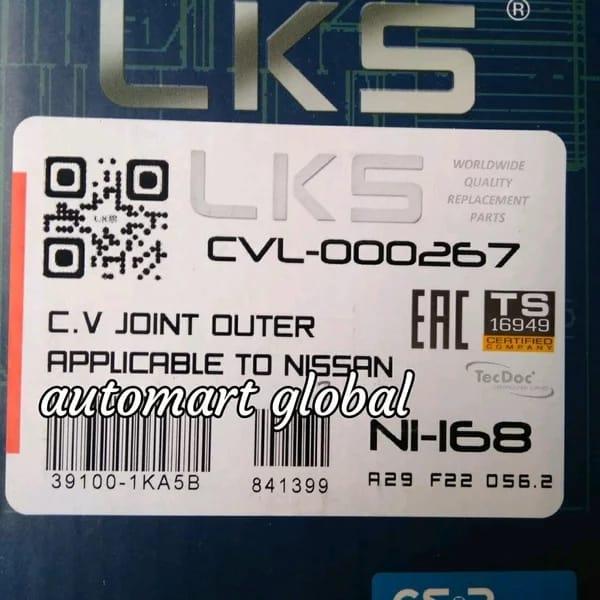 LKS®
LKS
WORLDWIDE
QUALITY
REPLACEMENT
PARTS
LKS
CVL-000267
EAC
TS
16949
CERTIFIED
COMPANY
C.V JOINT OUTER
APPLICABLE TO NISSAN
TecDoc
automart global
NI-168
39100-1KA5B
841399
A29 F22 056.2